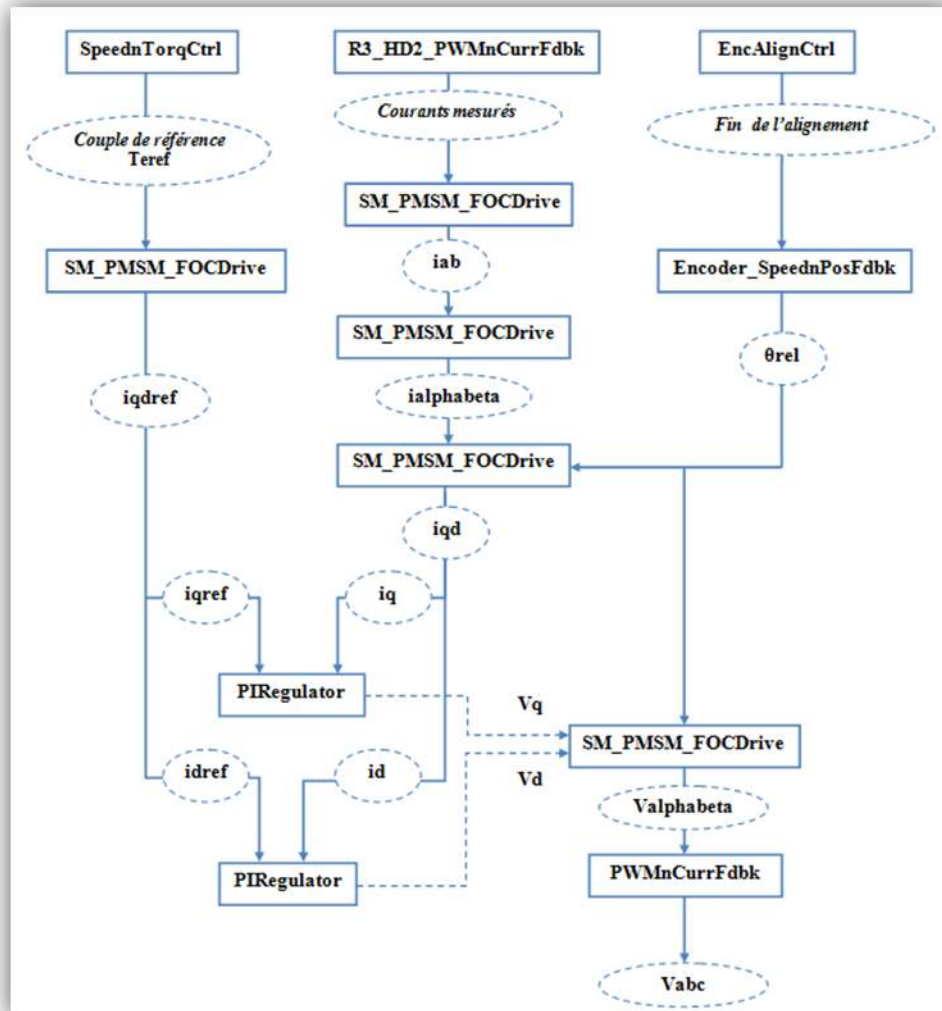 SpeednTorqCtrl
R3_HD2_PWMnCurrFdbk
EncAlignCtrl
Couple de référence
Teref
Courants mesurés
Fin de l'alignement
SM_PMSM_FOCDrive
SM_PMSM_FOCDrive
Encoder_SpeednPosFdbk
iab
SM_PMSM_FOCDrive
θrel
iqdref
ialphabeta
SM_PMSM_FOCDrive
iqd
iqref
iq
PIRegulator
Vq
SM_PMSM_FOCDrive
idref
id
Vd
Valphabeta
PIRegulator
PWMnCurrFdbk
Vabc